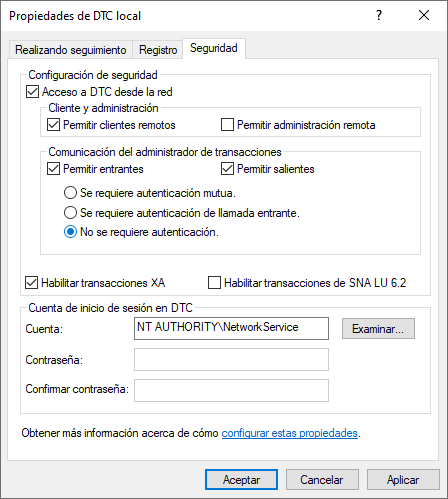 Propiedades de DTC local
Realizando seguimiento Registro Seguridad
Configuración de seguridad
Acceso a DTC desde la red
Cliente y administración
Permitir clientes remotos Permitir administración remota
Comunicación del administrador de transacciones
Permitir entrantes Permitir salientes
Se requiere autenticación mutua.
Se requiere autenticación de llamada entrante.
No se requiere autenticación.
Habilitar transacciones XA Habilitar transacciones de SNA LU 6.2
Cuenta de inicio de sesión en DTC
Cuenta: NT AUTHORITY\NetworkService Examinar...
Contraseña:
Confirmar contraseña:
Obtener más información acerca de cómo configurar estas propiedades.
Aceptar Cancelar Aplicar